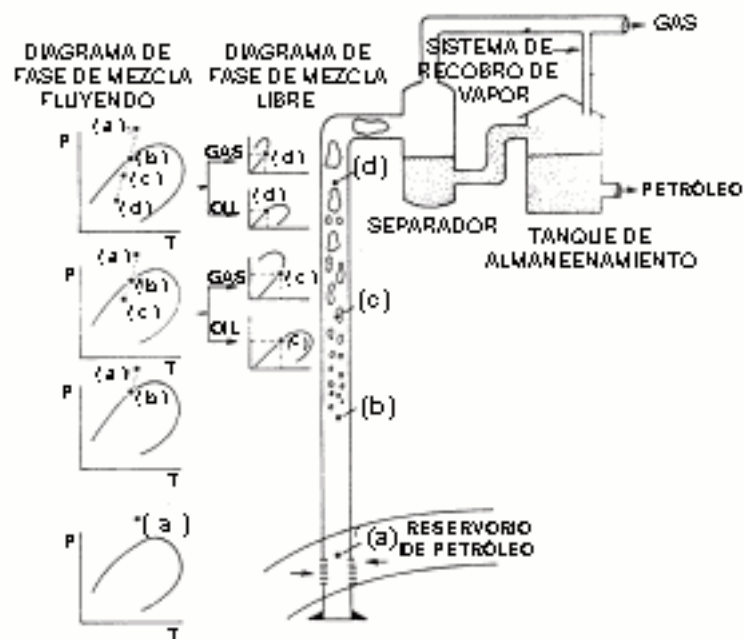 DIAGRAMA DE
FASE DE MEZCLA
FLUYENDO
DIAGRAMA DE
FASE DE MEZCLA
LIBRE
SISTEMA DE
RECOBRO DE
VAPOR
GAS
P
(a)
(b)
(c)
(d)
T
GAS
(d)
OIL
(d)
(d)
SEPARADOR
PETRÓLEO
TANQUE DE
ALMANEENAMIENTO
P
(a)
(b)
(c)
T
GAS
(c)
OIL
(c)
(c)
P
(a)
(b)
T
(b)
P
(a)
T
(a)
RESERVORIO
DE PETRÓLEO